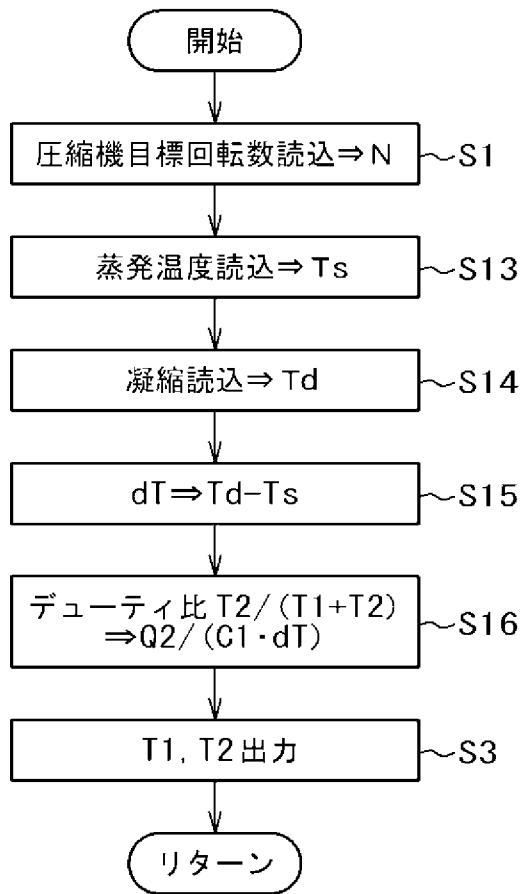 開始
圧縮機目標回転数読込⇒N
S1
蒸発温度読込⇒Ts
S13
凝縮読込⇒Td
S14
dT⇒Td-Ts
S15
デューティ比 T2/(T1+T2)
⇒Q2/(C1·dT)
S16
T1, T2 出力
S3
リターン